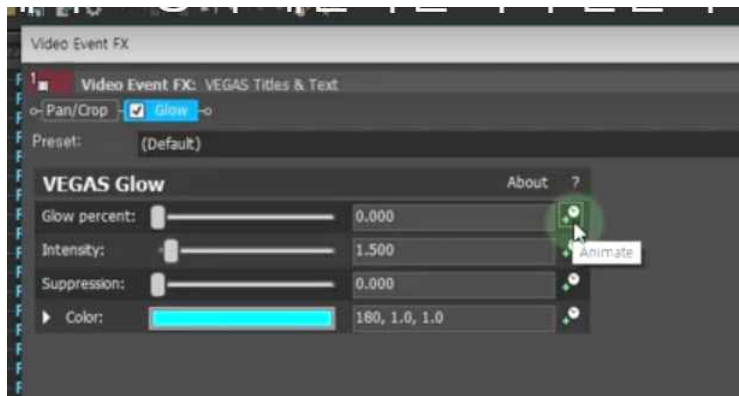 Video Event FX
Video Event FX: VEGAS Titles & Text
Pan/Crop Glow
Preset: (Default)
VEGAS Glow About ?
Glow percent: 0.000
Intensity: 1.500
Animate
Suppression: 0.000
Color: 180, 1.0, 1.0